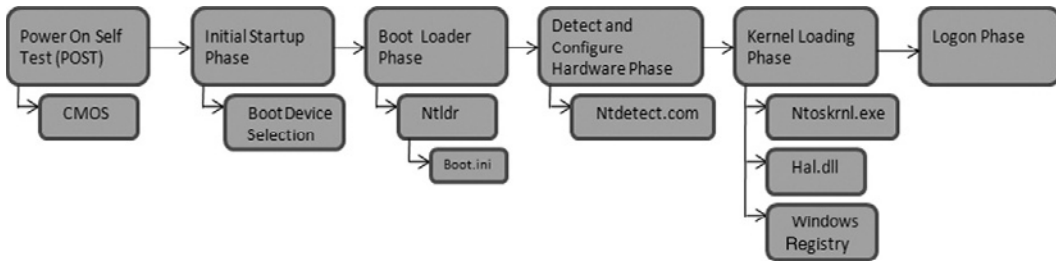 Power On Self
Test (POST)
CMOS
Initial Startup
Phase
Boot Device
Selection
Boot Loader
Phase
Ntldr
Boot.ini
Detect and
Configure
Hardware Phase
Ntdetect.com
Kernel Loading
Phase
Ntoskrnl.exe
Hal.dll
Windows
Registry
Logon Phase